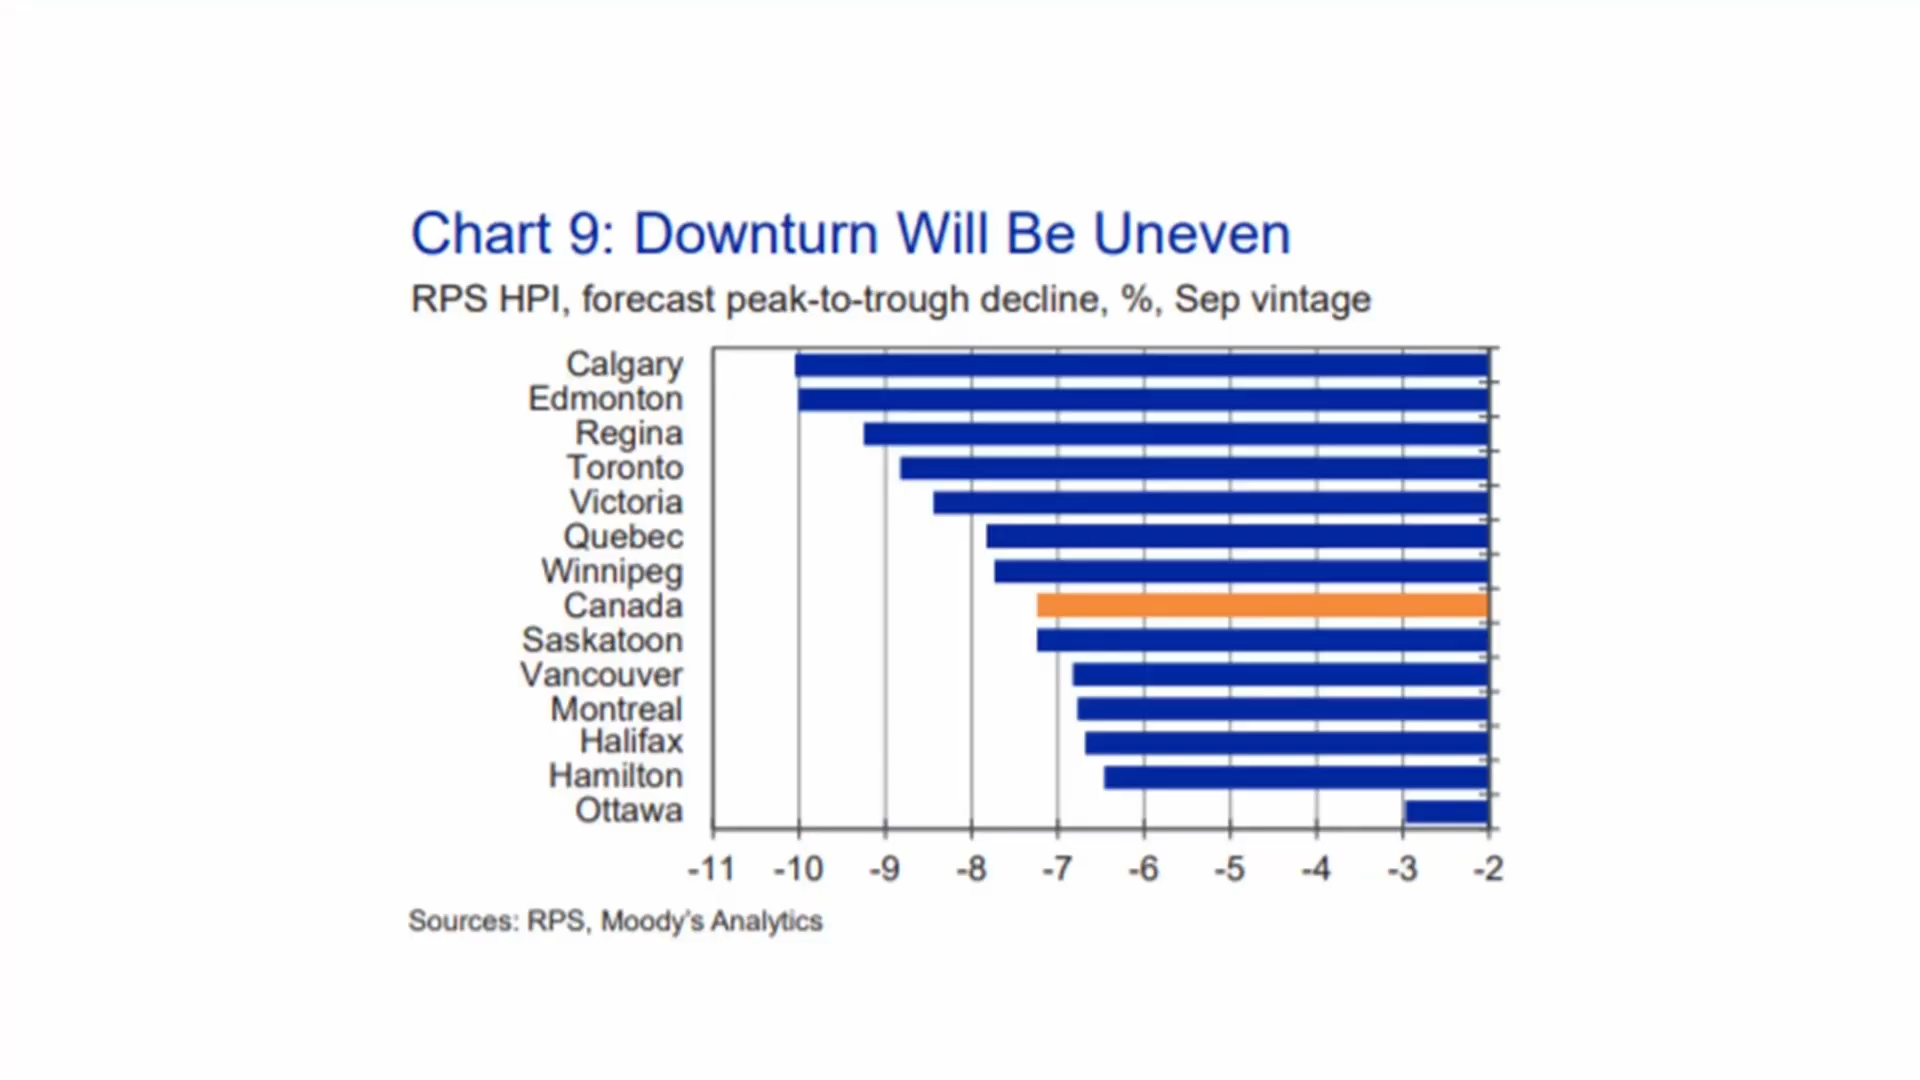 Chart 9: Downturn Will Be Uneven
RPS HPI, forecast peak-to-trough decline, %, Sep vintage
Calgary
Edmonton
Regina
Toronto
Victoria
Quebec
Winnipeg
Canada
Saskatoon
Vancouver
Montreal
Halifax
Hamilton
Ottawa
-11 -10 -9 -8 -7 -6 -5 -4 -3 -2
Sources: RPS, Moody's Analytics